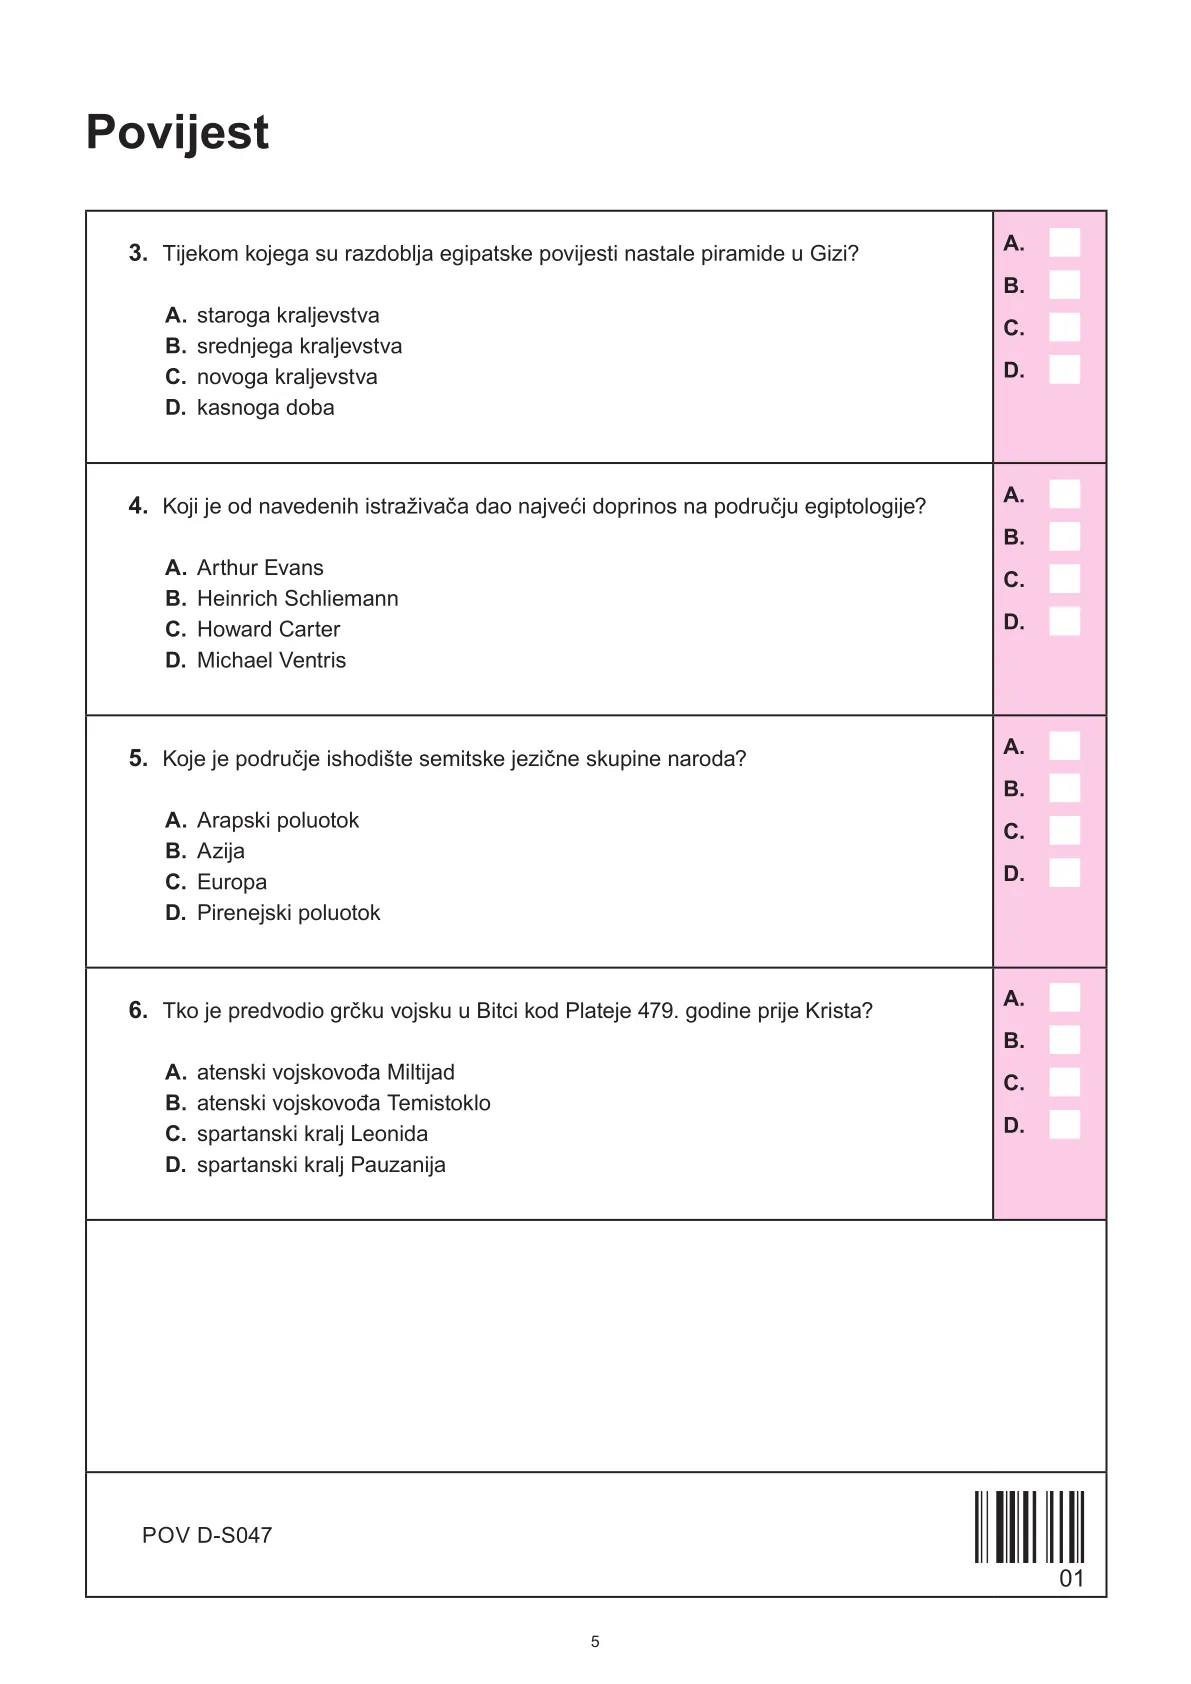 Povijest
3. Tijekom kojega su razdoblja egipatske povijesti nastale piramide u Gizi?
A. staroga kraljevstva
B. srednjega kraljevstva
C. novoga kraljevstva
D. kasnoga doba
A.
B.
C.
D.
4. Koji je od navedenih istraživača dao najveći doprinos na području egiptologije?
A. Arthur Evans
B. Heinrich Schliemann
C. Howard Carter
D. Michael Ventris
A.
B.
C.
D.
5. Koje je područje ishodište semitske jezične skupine naroda?
A. Arapski poluotok
B. Azija
C. Europa
D. Pirenejski poluotok
A.
B.
C.
D.
6. Tko je predvodio grčku vojsku u Bitci kod Plateje 479. godine prije Krista?
A. atenski vojskovođa Miltijad
B. atenski vojskovođa Temistoklo
C. spartanski kralj Leonida
D. spartanski kralj Pauzanija
A.
B.
C.
D.
POV D-S047
01
5